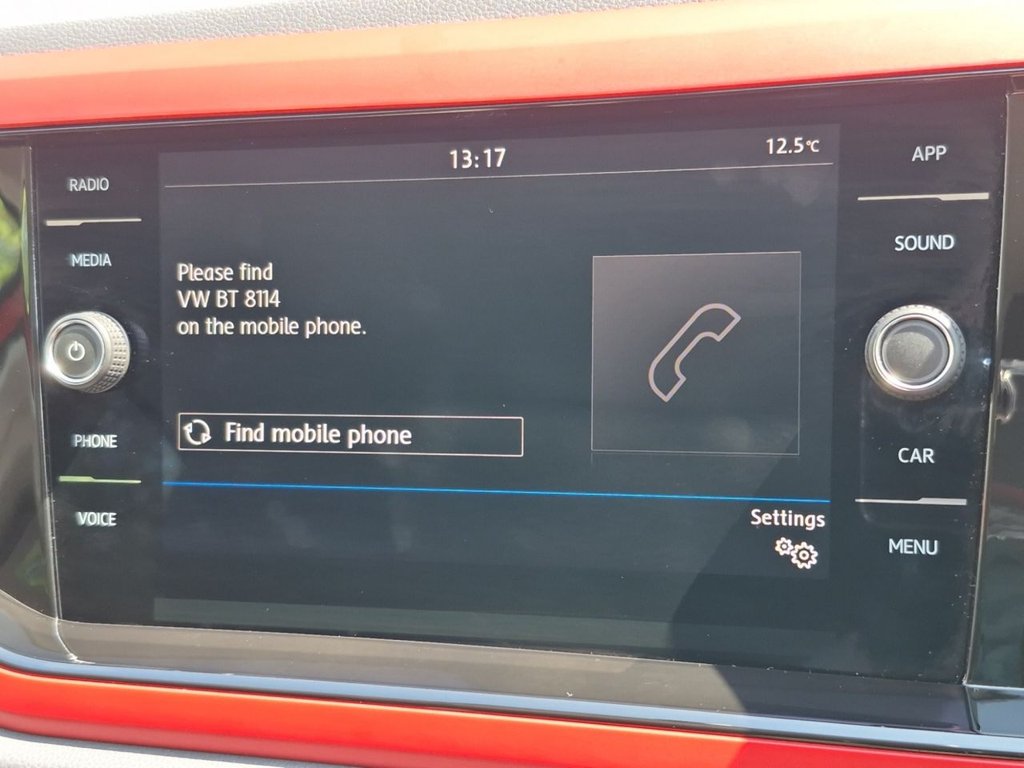 13:17
12.5°C
RADIO
MEDIA
PHONE
VOICE
Please find
VW BT 8114
on the mobile phone.
Find mobile phone
Settings
APP
SOUND
CAR
MENU